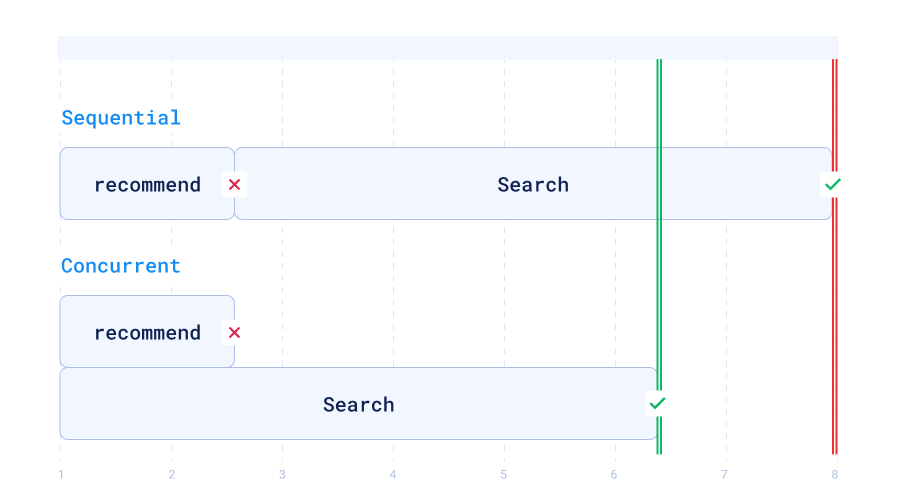 Sequential
recommend
Search
Concurrent
recommend
Search
1 2 3 4 5 6 7 8